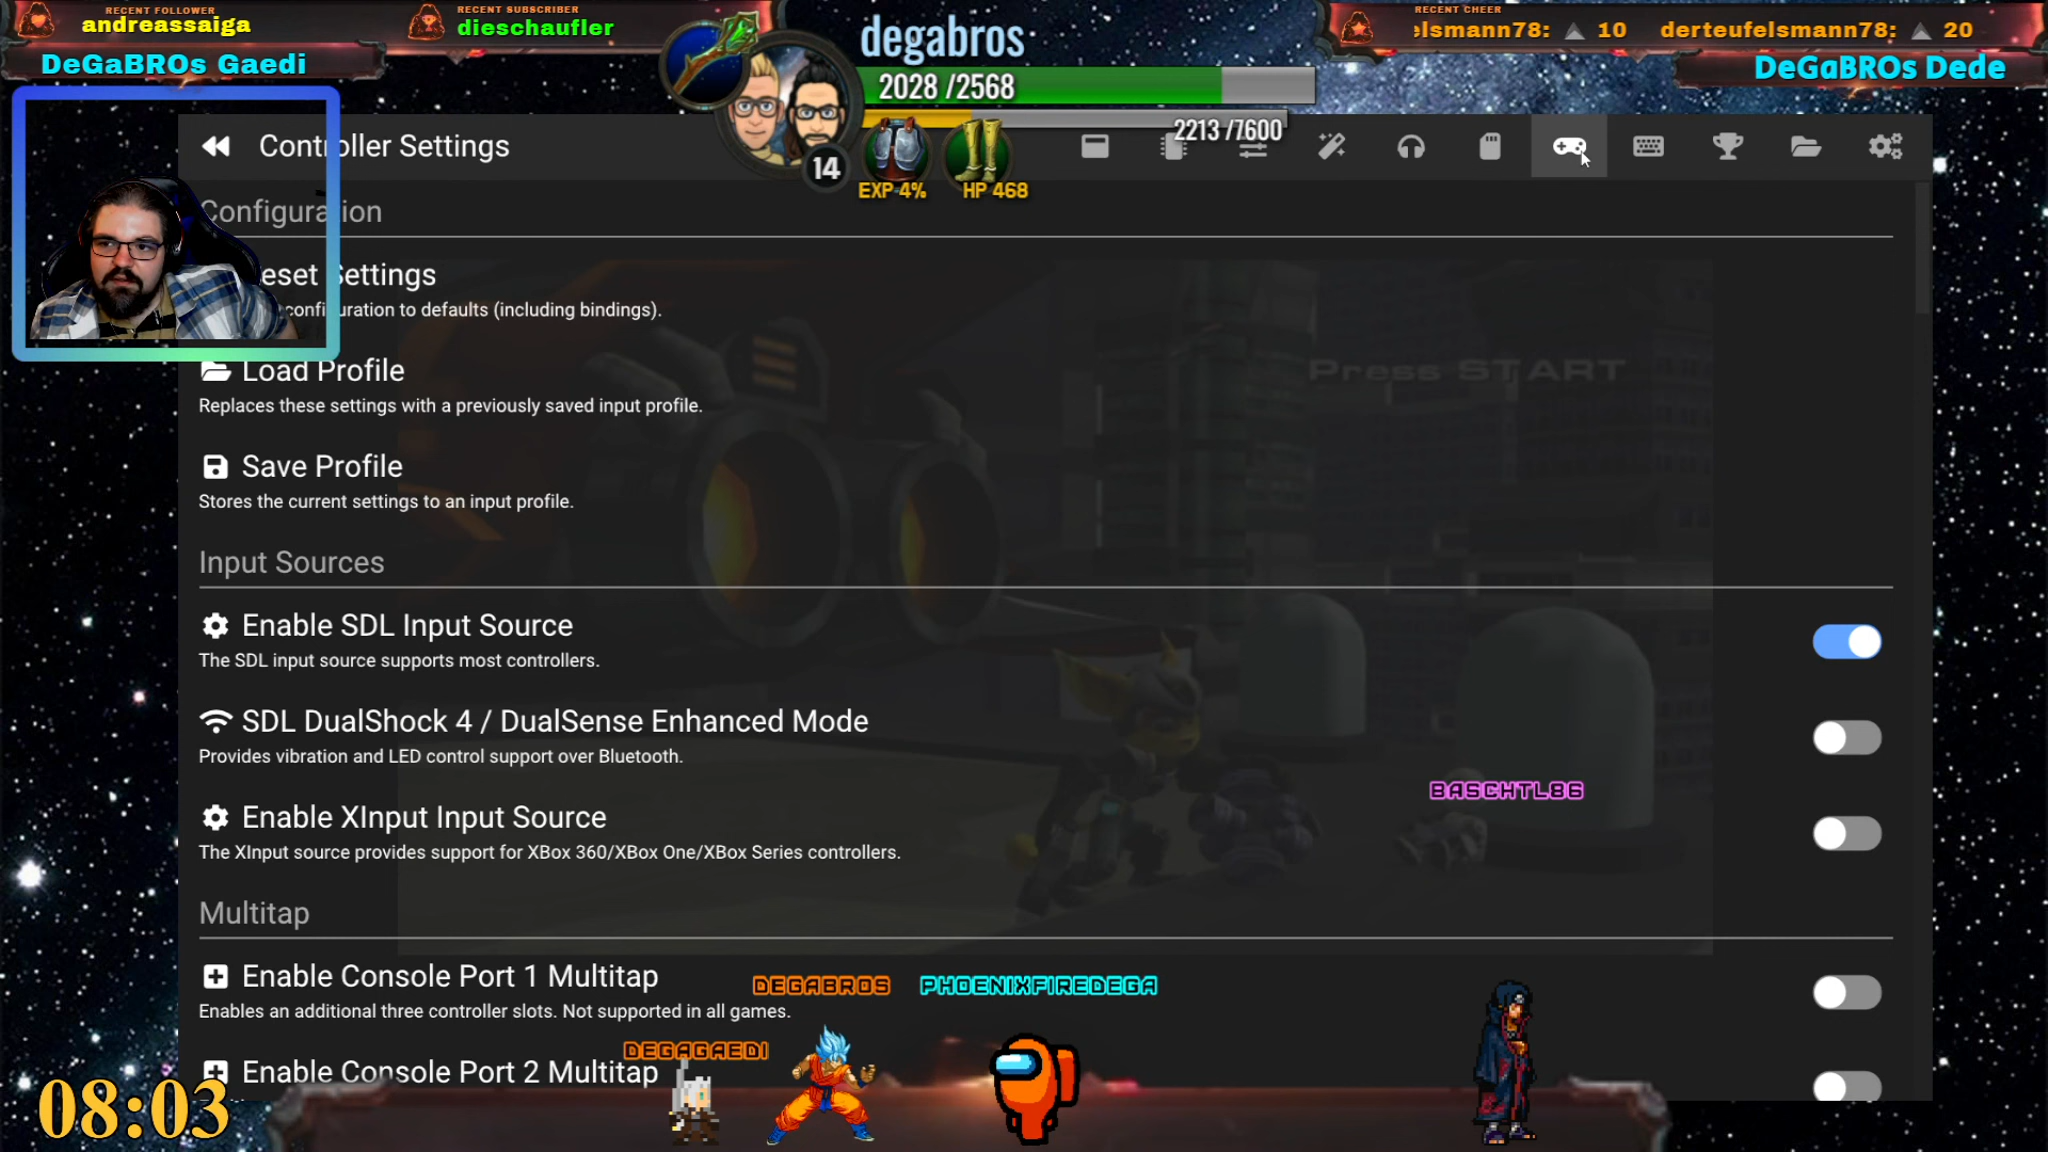 RECENT FOLLOWER
andreassaiga
RECENT SUBSCRIBER
dieschaufler
degabros
RECENT CHEER
elsmann78: 10 derteufelsmann78: 20
DeGaBROs Gaedi
DeGaBROs Dede
2028 /2568
2213 /7600
14
EXP 4%
HP 468
Controller Settings
Configuration
eset Settings
configuration to defaults (including bindings).
Load Profile
Replaces these settings with a previously saved input profile.
Press START
Save Profile
Stores the current settings to an input profile.
Input Sources
Enable SDL Input Source
The SDL input source supports most controllers.
SDL DualShock 4 / DualSense Enhanced Mode
Provides vibration and LED control support over Bluetooth.
BASCHTL86
Enable XInput Input Source
The XInput source provides support for XBox 360/XBox One/XBox Series controllers.
Multitap
Enable Console Port 1 Multitap
Enables an additional three controller slots. Not supported in all games.
DEGABROS
PHOENIXFIREDEGA
DEGAGAEDI
Enable Console Port 2 Multitap
08:03